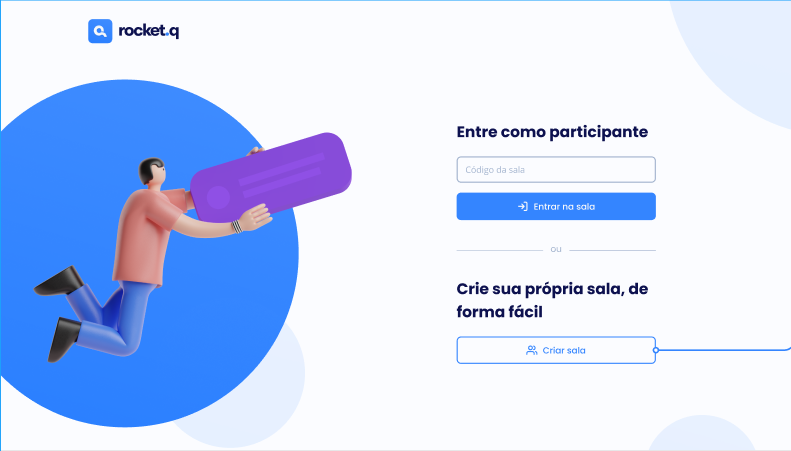 rocket.q
Entre como participante
Código da sala
Entrar na sala
ou
Crie sua própria sala, de
forma fácil
Criar sala